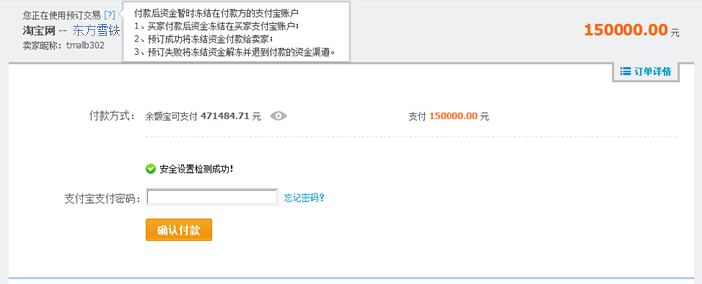 您正在使用预订交易 [?]
付款后资金暂时冻结在付款方的支付宝账户
1、买家付款后资金冻结在买家支付宝账户；
2、预订成功将冻结资金付款给卖家；
3、预订失败将冻结资金解冻并退到付款的资金渠道。
淘宝网 -- 东方雪铁
卖家昵称：tmalb302
150000.00 元
订单详情
付款方式： 余额宝可支付 471484.71 元
支付 150000.00 元
安全设置检测成功！
支付宝支付密码：
忘记密码?
确认付款